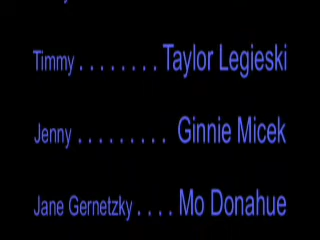 Timmy . . . . . . . . Taylor Legieski
Jenny . . . . . . . . . Ginnie Micek
Jane Gernetzky . . . . Mo Donahue